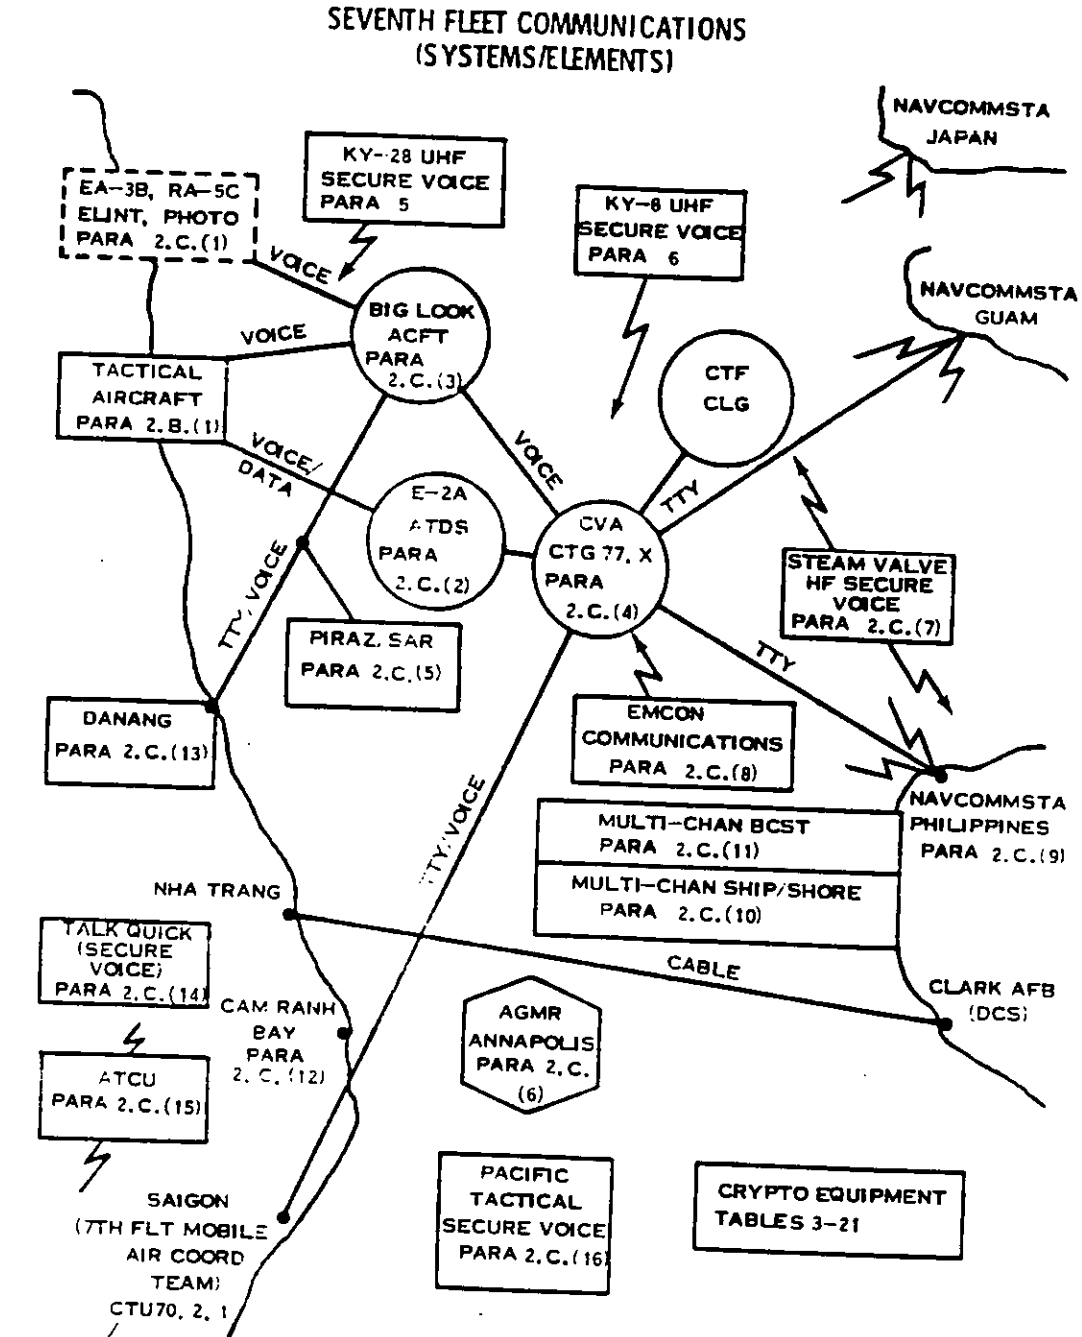 SEVENTH FLEET COMMUNICATIONS
(SYSTEMS/ELEMENTS)
NAVCOMMSTA
JAPAN
KY-28 UHF
SECURE VOICE
PARA 5
EA-3B, RA-5C
ELINT, PHOTO
PARA 2.C.(1)
KY-8 UHF
SECURE VOICE
PARA 6
VOICE
NAVCOMMSTA
GUAM
BIG LOOK
ACFT
PARA
2.C.(3)
VOICE
TACTICAL
AIRCRAFT
PARA 2.B.(1)
CTF
CLG
VOICE/
DATA
VOICE
TTY
E-2A
ATDS
PARA
2.C.(2)
CVA
CTG 77. X
PARA
2.C.(4)
STEAM VALVE
HF SECURE
VOICE
PARA 2.C.(7)
TTY/VOICE
PIRAZ, SAR
PARA 2.C.(5)
TTY
DANANG
PARA 2.C.(13)
EMCON
COMMUNICATIONS
PARA 2.C.(8)
NAVCOMMSTA
PHILIPPINES
PARA 2.C.(9)
MULTI-CHAN BCST
PARA 2.C.(11)
MULTI-CHAN SHIP/SHORE
PARA 2.C.(10)
TTY/VOICE
NHA TRANG
TALK QUICK
(SECURE
VOICE)
PARA 2.C.(14)
CABLE
CLARK AFB
(DCS)
CAM RANH
BAY
PARA
2.C.(12)
AGMR
ANNAPOLIS
PARA 2.C.
(6)
ATCU
PARA 2.C.(15)
PACIFIC
TACTICAL
SECURE VOICE
PARA 2.C.(16)
CRYPTO EQUIPMENT
TABLES 3-21
SAIGON
(7TH FLT MOBILE
AIR COORD
TEAM)
CTU70. 2. 1